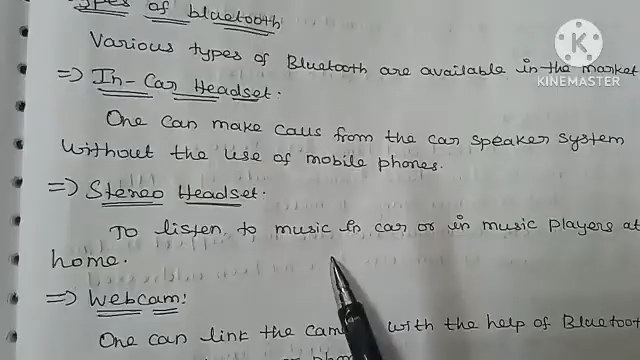 Types of bluetooth
Various types of Bluetooth are available in the market
KINEMASTER
=> In-Car Headset.
One can make calls from the car speaker system
without the use of mobile phones.
=> Stereo Headset.
To listen to music in car or in music players at
home.
=> Webcam:
One can link the with the help of